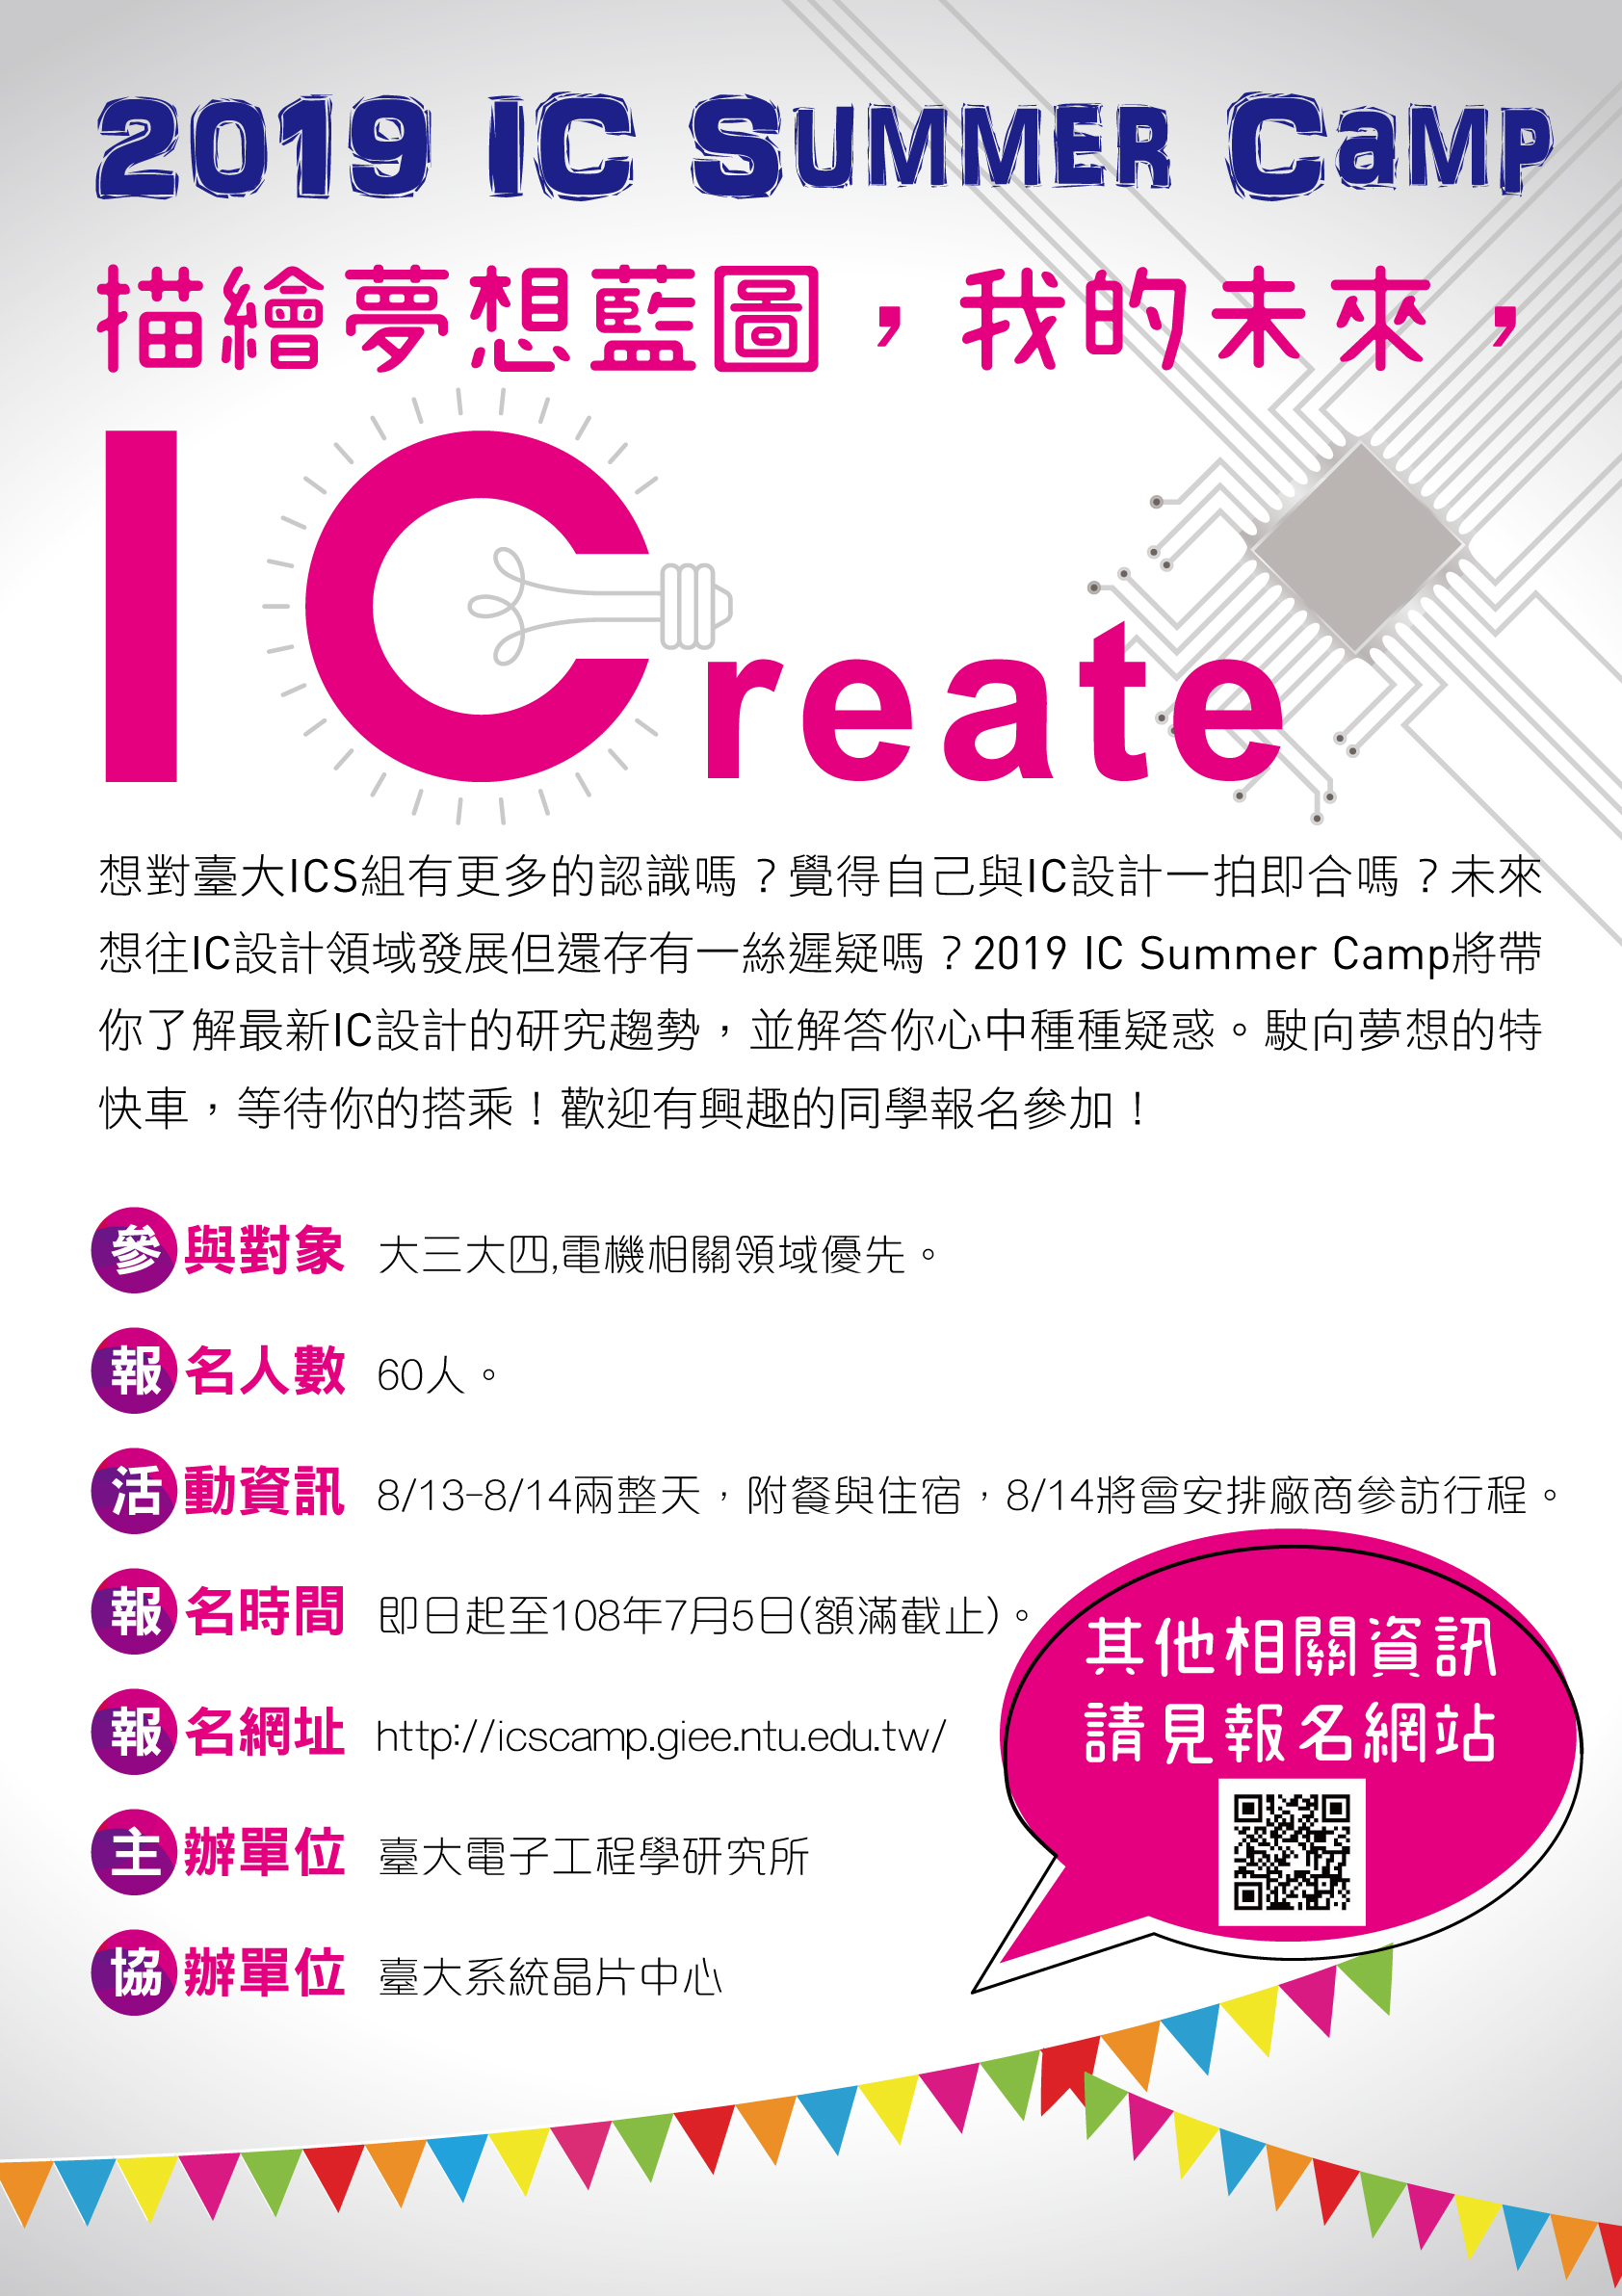 2019 IC SUMMER CaMP
描繪夢想藍圖，我的未來，
I Create
想對臺大ICS組有更多的認識嗎？覺得自己與IC設計一拍即合嗎？未來
想往IC設計領域發展但還存有一絲遲疑嗎？2019 IC Summer Camp將帶
你了解最新IC設計的研究趨勢，並解答你心中種種疑惑。駛向夢想的特
快車，等待你的搭乘！歡迎有興趣的同學報名參加！
參與對象 大三大四,電機相關領域優先。
報名人數 60人。
活動資訊 8/13-8/14兩整天，附餐與住宿，8/14將會安排廠商參訪行程。
報名時間 即日起至108年7月5日(額滿截止)。
報名網址 http://icscamp.giee.ntu.edu.tw/
主辦單位 臺大電子工程學研究所
協辦單位 臺大系統晶片中心
其他相關資訊
請見報名網站